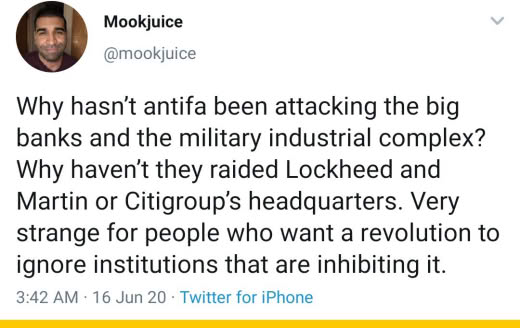 Mookjuice
@mookjuice
Why hasn't antifa been attacking the big
banks and the military industrial complex?
Why haven't they raided Lockheed and
Martin or Citigroup's headquarters. Very
strange for people who want a revolution to
ignore institutions that are inhibiting it.
3:42 AM · 16 Jun 20 · Twitter for iPhone